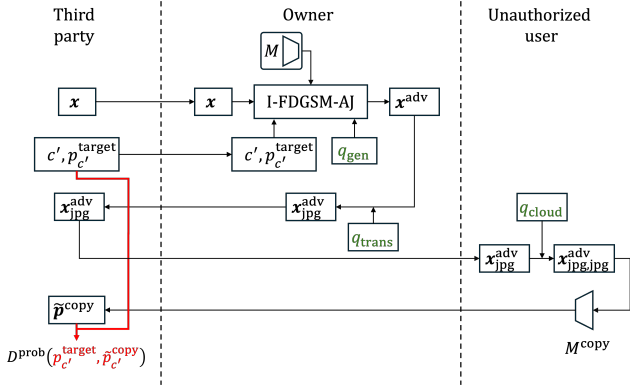 Third
party
Owner
Unauthorized
user
M
x
x
I-FDGSM-AJ
x^adv
c′, p_c′^target
c′, p_c′^target
q_gen
x_jpg^adv
x_jpg^adv
q_trans
q_cloud
x_jpg^adv
x_jpg,jpg^adv
p̃^copy
M^copy
D^prob(p_c′^target, p̃_c′^copy)